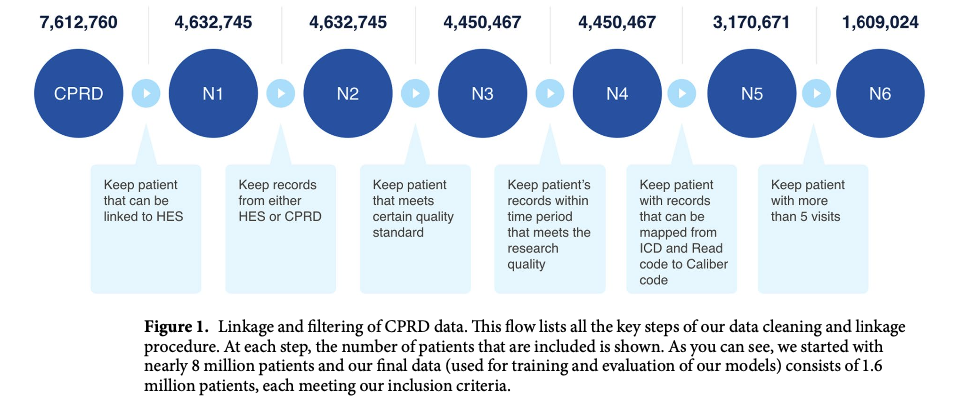 7,612,760
4,632,745
4,632,745
4,450,467
4,450,467
3,170,671
1,609,024
CPRD
N1
N2
N3
N4
N5
N6
Keep patient
that can be
linked to HES
Keep records
from either
HES or CPRD
Keep patient
that meets
certain quality
standard
Keep patient's
records within
time period
that meets the
research
quality
Keep patient
with records
that can be
mapped from
ICD and Read
code to Caliber
code
Keep patient
with more
than 5 visits
Figure 1. Linkage and filtering of CPRD data. This flow lists all the key steps of our data cleaning and linkage
procedure. At each step, the number of patients that are included is shown. As you can see, we started with
nearly 8 million patients and our final data (used for training and evaluation of our models) consists of 1.6
million patients, each meeting our inclusion criteria.